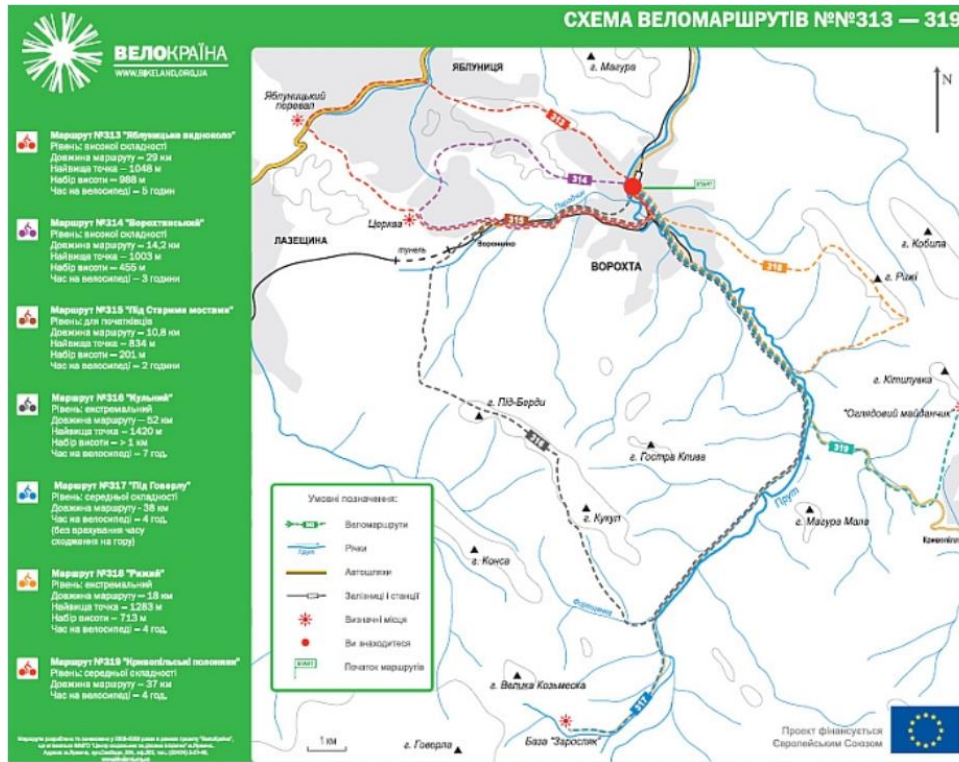 СХЕМА ВЕЛОМАРШРУТІВ №№313 — 319
ВЕЛОКРАЇНА
WWW.BIKELAND.ORG.UA
Маршрут №313 "Яблуницьке видноколо"
Рівень: високої складності
Довжина маршруту – 29 км
Найвища точка – 1048 м
Набір висоти – 988 м
Час на велосипеді – 5 годин
Маршрут №314 "Ворохтянський"
Рівень: високої складності
Довжина маршруту – 14,2 км
Найвища точка – 1003 м
Набір висоти – 455 м
Час на велосипеді – 3 години
Маршрут №315 "Під Старими мостами"
Рівень: для початківців
Довжина маршруту – 10,8 км
Найвища точка – 834 м
Набір висоти – 201 м
Час на велосипеді – 2 години
Маршрут №316 "Кульний"
Рівень: екстремальний
Довжина маршруту – 52 км
Найвища точка – 1420 м
Набір висоти – > 1 км
Час на велосипеді – 7 год.
Маршрут №317 "Під Говерлу"
Рівень: середньої складності
Довжина маршруту - 38 км
Час на велосипеді – 4 год.
(без врахування часу
сходження на гору)
Маршрут №318 "Рижий"
Рівень: екстремальний
Довжина маршруту – 18 км
Найвища точка – 1283 м
Набір висоти – 713 м
Час на велосипеді – 4 год.
Маршрут №319 "Кривопільські полонини"
Рівень: середньої складності
Довжина маршруту – 37 км
Час на велосипеді – 4 год.
ЯБЛУНИЦЯ
г. Магура
N
Яблуницький
перевал
313
314
START
Церква
315
Вороненко
ЛАЗЕЩИНА
тунель
ВОРОХТА
318
г. Кобила
г. Рижі
г. Кітилувка
"Оглядовий майданчик"
г. Під-Берди
316
г. Гостра Клива
319
Прут
г. Магура Мала
Кривопілля
г. Кукул
г. Конса
Форещанка
317
г. Велика Козьмеска
База "Заросляк"
г. Говерла
1 км
Умовні позначення:
Веломаршрути
Річки
Автошляхи
Залізниці і станції
Визначні місця
Ви знаходитеся
START
Початок маршрутів
Проект фінансується
Європейським Союзом